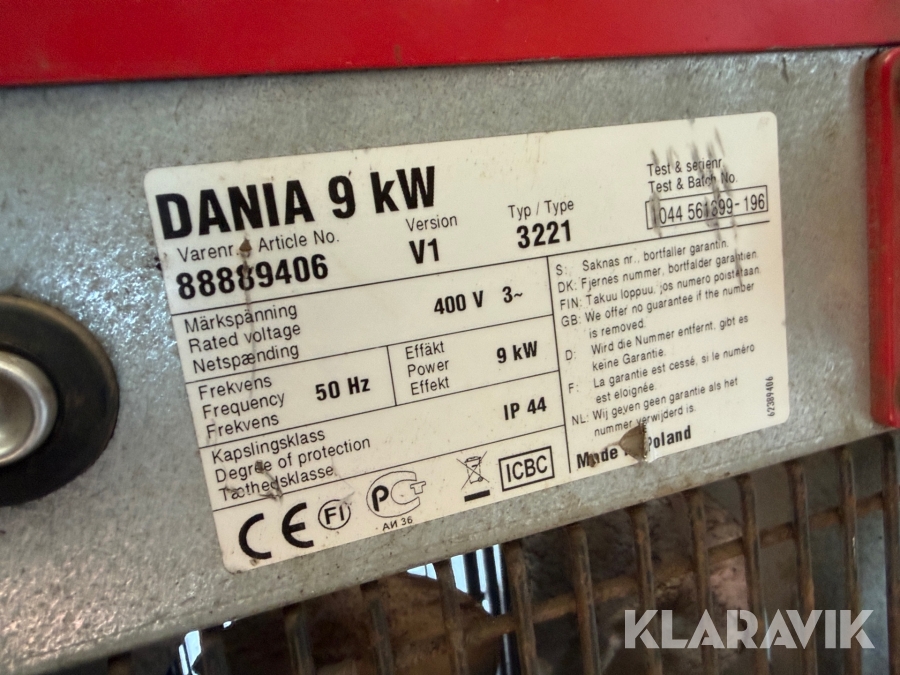 DANIA 9 kW
Varenr. Article No.
88889406
Version
V1
Typ / Type
3221
Test & serienr.
Test & Batch No.
1044 561399-196
Märkspänning
Rated voltage
Netspænding
400 V 3~
Frekvens
Frequency
Frekvens
50 Hz
Effäkt
Power
Effekt
9 kW
Kapslingsklass
Degree of protection
Tæthedsklasse
IP 44
CE FI PCT
АИ 36
ICBC
S: Saknas nr., bortfaller garantin.
DK: Fjernes nummer, bortfalder garantien.
FIN: Takuu loppuu, jos numero poistetaan.
GB: We offer no guarantee if the number
is removed.
D: Wird die Nummer entfernt, gibt es
keine Garantie.
F: La garantie est cessé, si le numéro
est eloignée.
NL: Wij geven geen garantie als het
nummer verwijderd is.
Made Poland
62389406
KLARAVIK